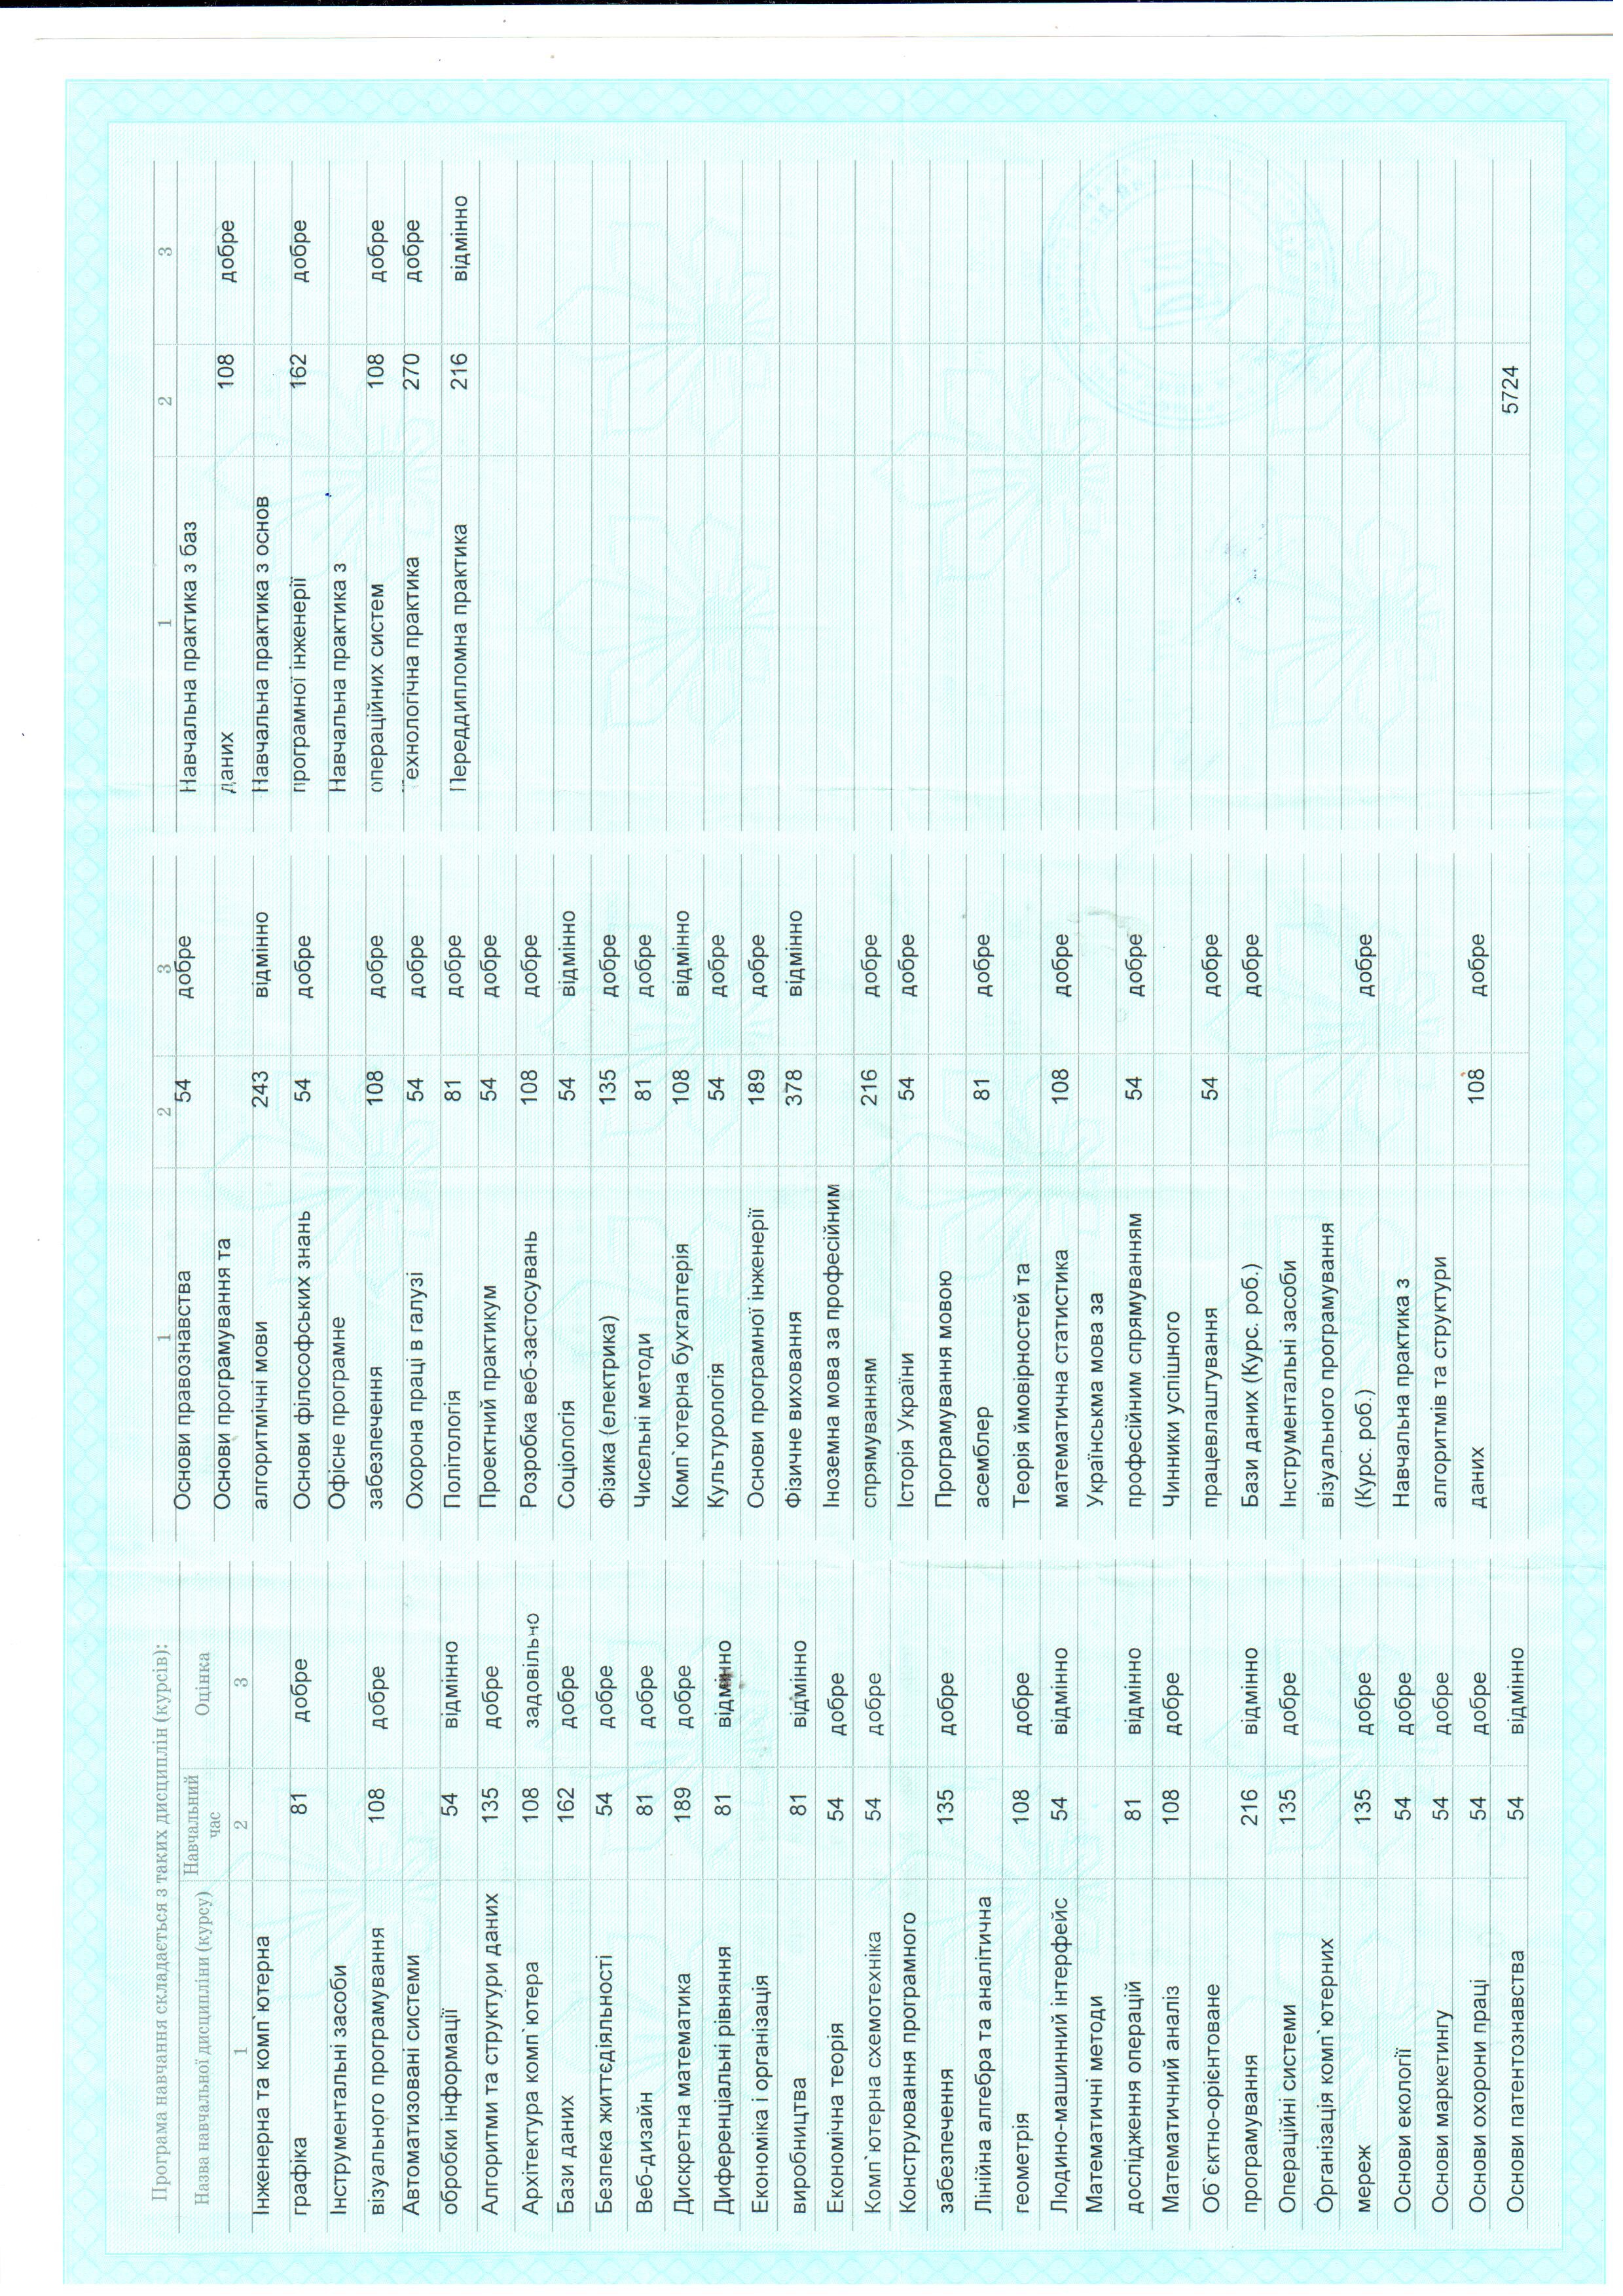 Програма навчання складається з таких дисциплін (курсів):
Назва навчальної дисципліни (курсу) Навчальний час Оцінка
1 2 3
Інженерна та комп`ютерна
графіка 81 добре
Інструментальні засоби
візуального програмування 108 добре
Автоматизовані системи
обробки інформації 54 відмінно
Алгоритми та структури даних 135 добре
Архітектура комп`ютера 108 задовільно
Бази даних 162 добре
Безпека життєдіяльності 54 добре
Веб-дизайн 81 добре
Дискретна математика 189 добре
Диференціальні рівняння 81 відмінно
Економіка і організація
виробництва 81 відмінно
Економічна теорія 54 добре
Комп`ютерна схемотехніка 54 добре
Конструювання програмного
забезпечення 135 добре
Лінійна алгебра та аналітична
геометрія 108 добре
Людино-машинний інтерфейс 54 відмінно
Математичні методи
дослідження операцій 81 відмінно
Математичний аналіз 108 добре
Об`єктно-орієнтоване
програмування 216 відмінно
Операційні системи 135 добре
Організація комп`ютерних
мереж 135 добре
Основи екології 54 добре
Основи маркетингу 54 добре
Основи охорони праці 54 добре
Основи патентознавства 54 відмінно
1 2 3
Основи правознавства 54 добре
Основи програмування та
алгоритмічні мови 243 відмінно
Основи філософських знань 54 добре
Офісне програмне
забезпечення 108 добре
Охорона праці в галузі 54 добре
Політологія 81 добре
Проектний практикум 54 добре
Розробка веб-застосувань 108 добре
Соціологія 54 відмінно
Фізика (електрика) 135 добре
Чисельні методи 81 добре
Комп`ютерна бухгалтерія 108 відмінно
Культурологія 54 добре
Основи програмної інженерії 189 добре
Фізичне виховання 378 відмінно
Іноземна мова за професійним
спрямуванням 216 добре
Історія України 54 добре
Програмування мовою
асемблер 81 добре
Теорія ймовірностей та
математична статистика 108 добре
Українськма мова за
професійним спрямуванням 54 добре
Чинники успішного
працевлаштування 54 добре
Бази даних (Курс. роб.) добре
Інструментальні засоби
візуального програмування
(Курс. роб.) добре
Навчальна практика з
алгоритмів та структури
даних 108 добре
1 2 3
Навчальна практика з баз
даних 108 добре
Навчальна практика з основ
програмної інженерії 162 добре
Навчальна практика з
операційних систем 108 добре
Технологічна практика 270 добре
Переддипломна практика 216 відмінно
5724